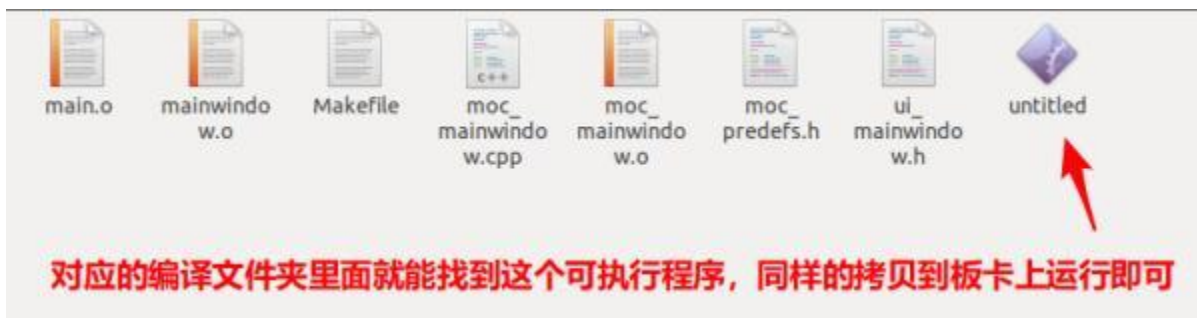 C++
main.o mainwindo Makefile moc_ moc_ moc_ ui_ untitled
w.o mainwindo mainwindo predefs.h mainwindo
w.cpp w.o w.h
对应的编译文件夹里面就能找到这个可执行程序，同样的拷贝到板卡上运行即可